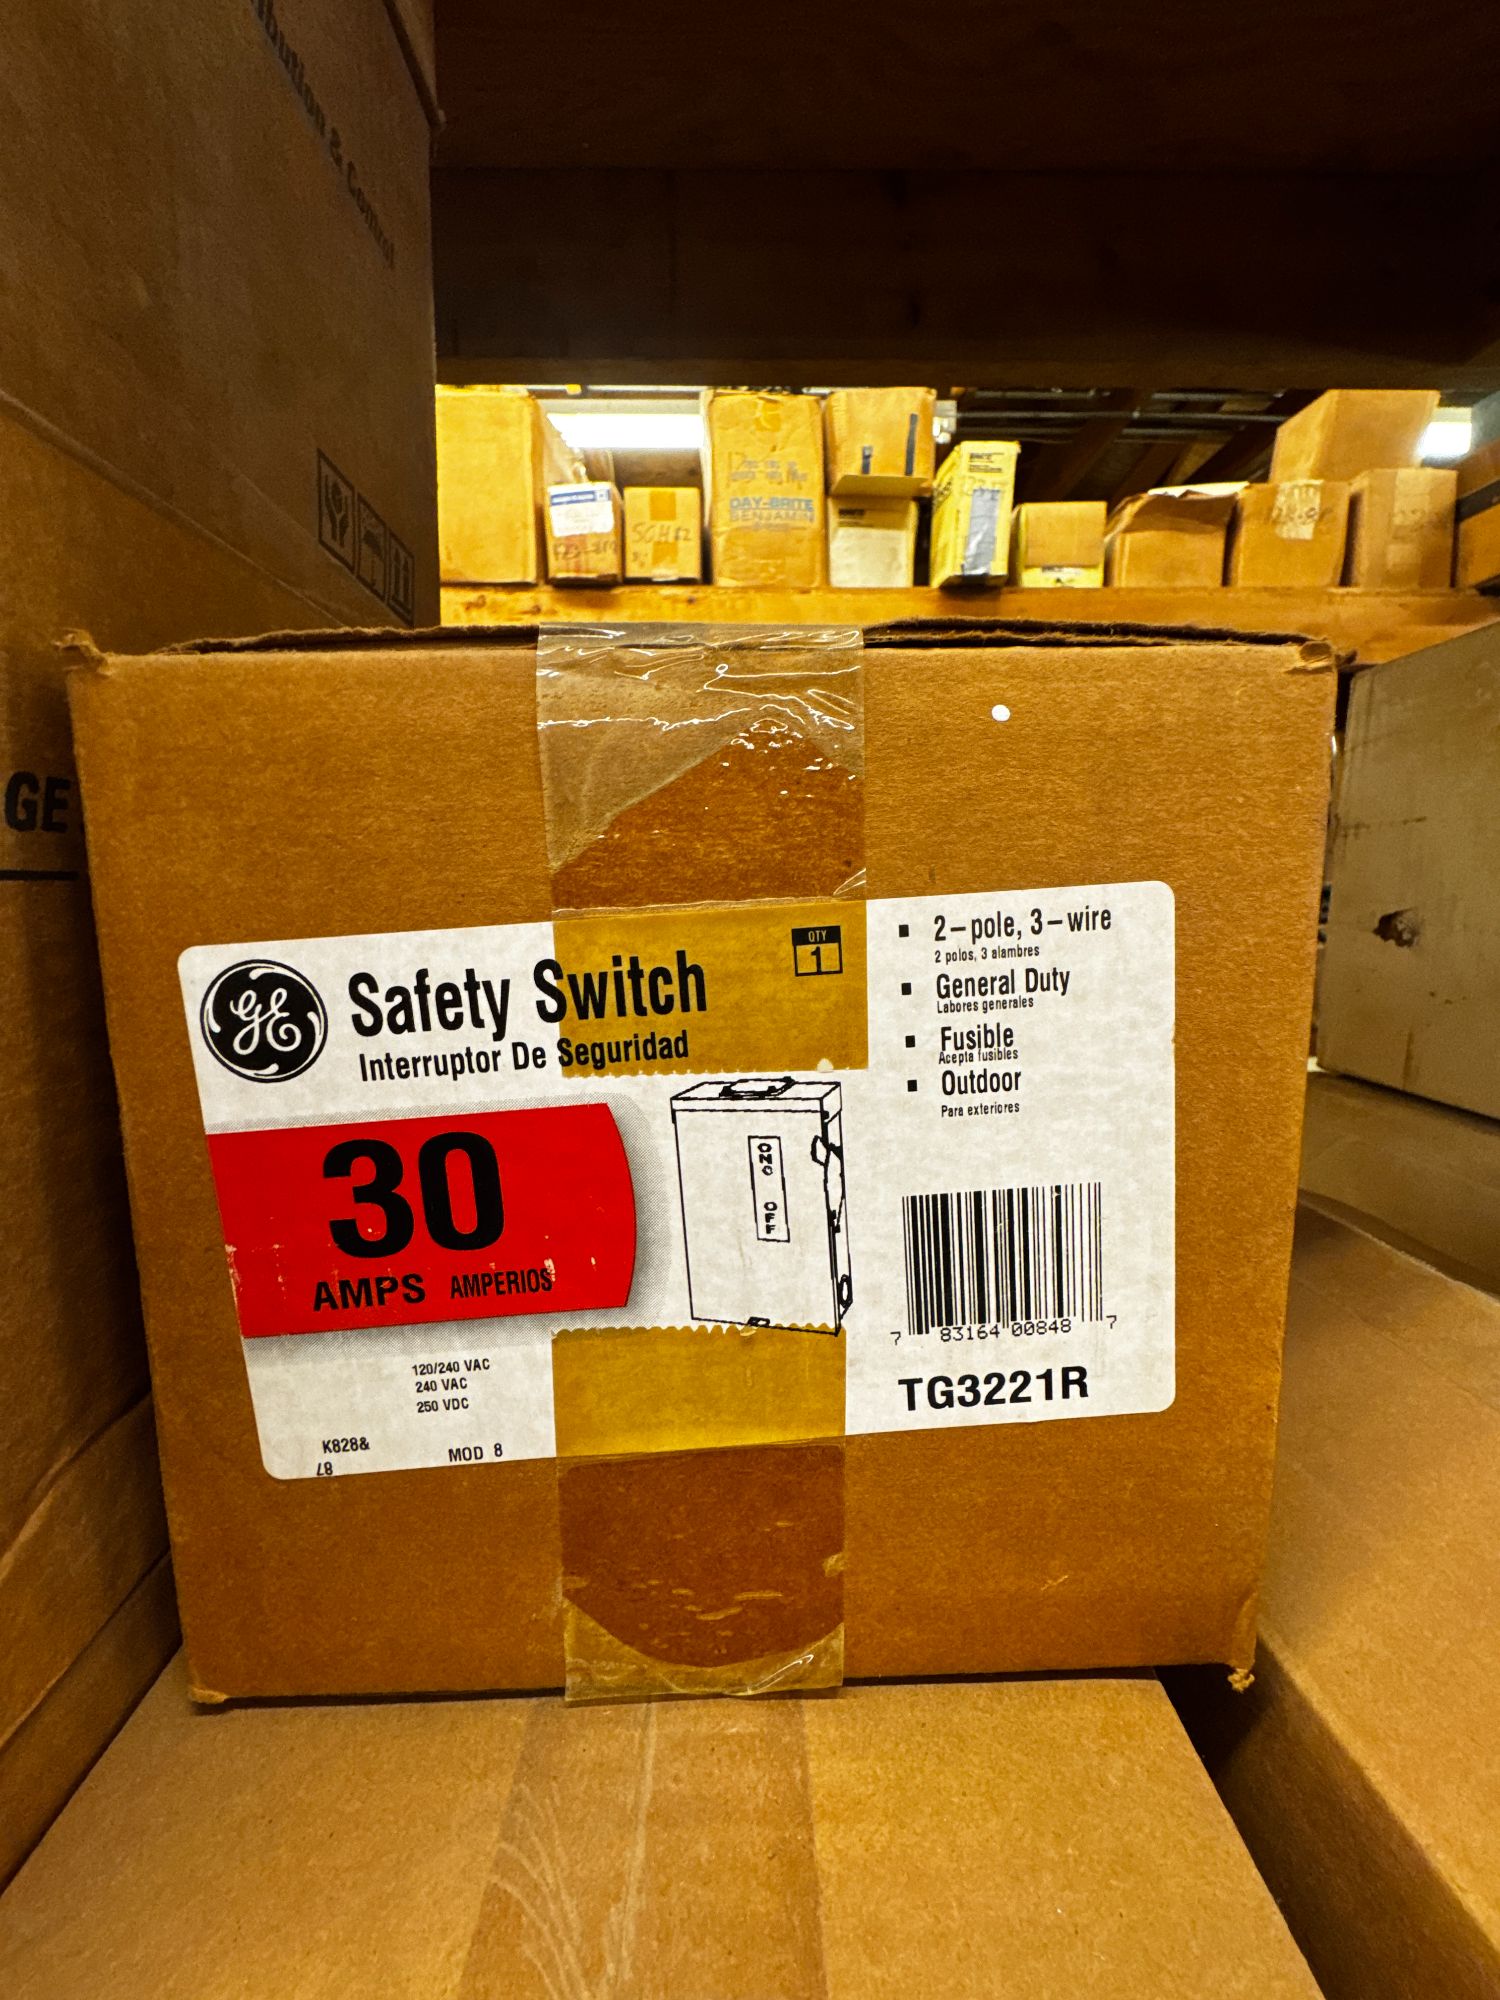 GE
GE
Safety Switch
Interruptor De Seguridad
QTY
1
30
AMPS AMPERIOS
120/240 VAC
240 VAC
250 VDC
K828&
L8
MOD 8
ON OFF
2-pole, 3-wire
2 polos, 3 alambres
General Duty
Labores generales
Fusible
Acepta fusibles
Outdoor
Para exteriores
7 83164 00848 7
TG3221R
DAY-BRITE
BENJAMIN